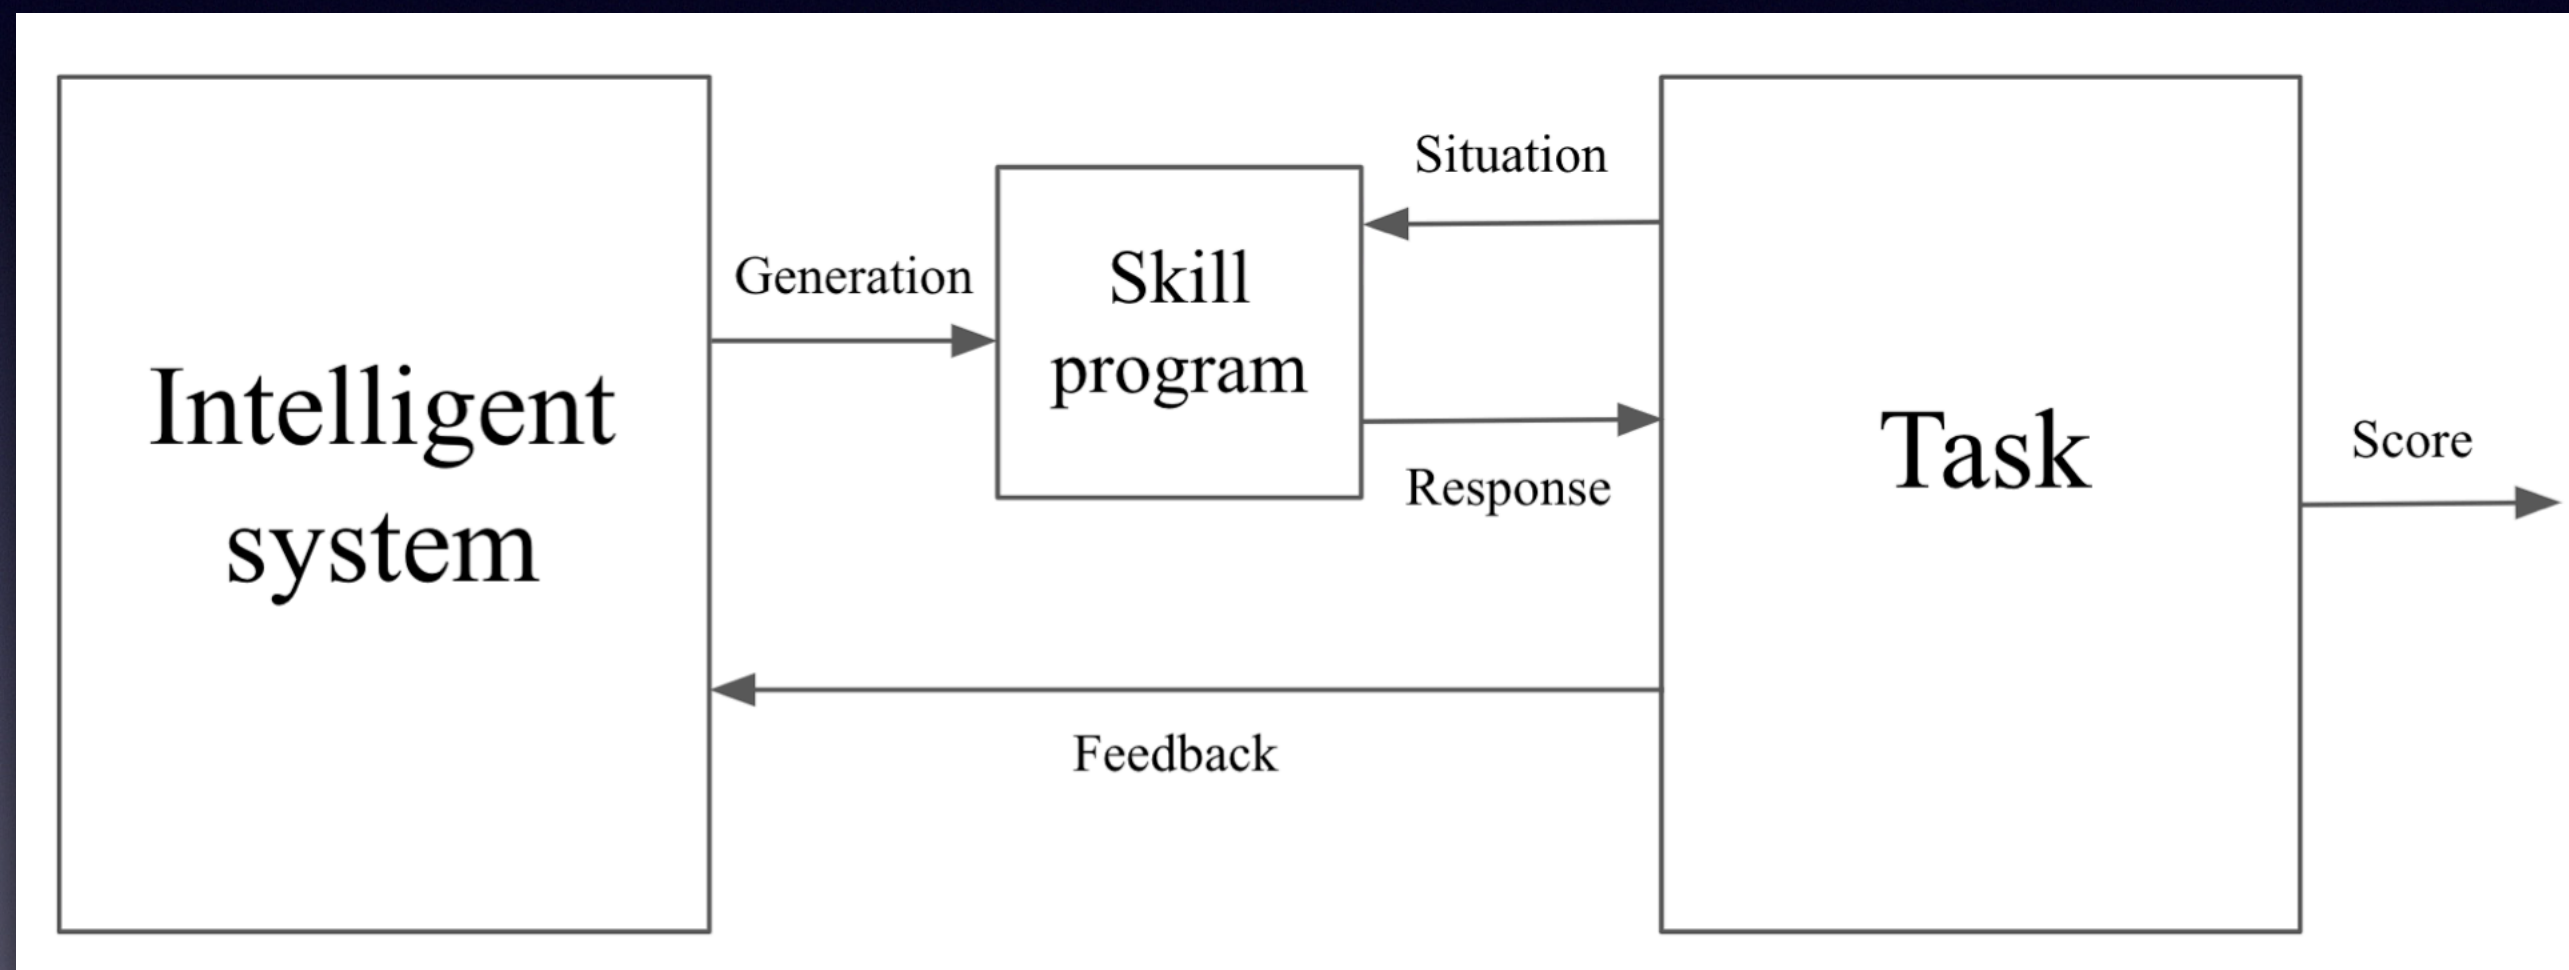 Intelligent
system
Generation
Skill
program
Situation
Response
Feedback
Task
Score